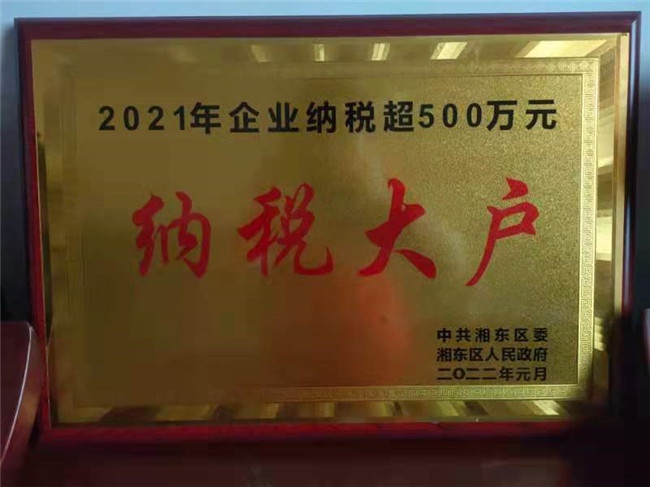 2021年企业纳税超500万元
纳税大户
中共湘东区委
湘东区人民政府
二〇二二年元月